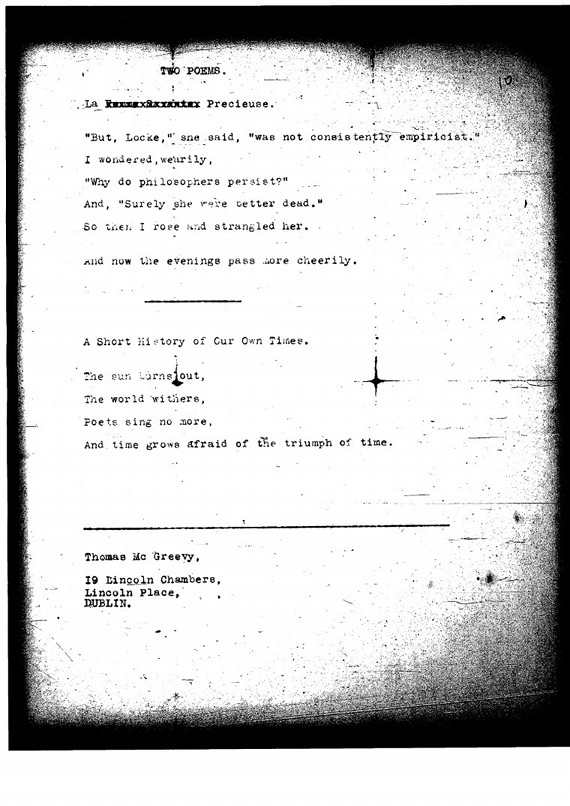 TWO POEMS.
10
La Precieuse.
"But, Locke," she said, "was not consistently empiricist."
I wondered, wearily,
"Why do philosophers persist?"
And, "Surely she were better dead."
So then I rose and strangled her.
And now the evenings pass more cheerily.
A Short History of Our Own Times.
The sun burns out,
The world withers,
Poets sing no more,
And time grows afraid of the triumph of time.
Thomas Mc Greevy,
19 Lincoln Chambers,
Lincoln Place,
DUBLIN.